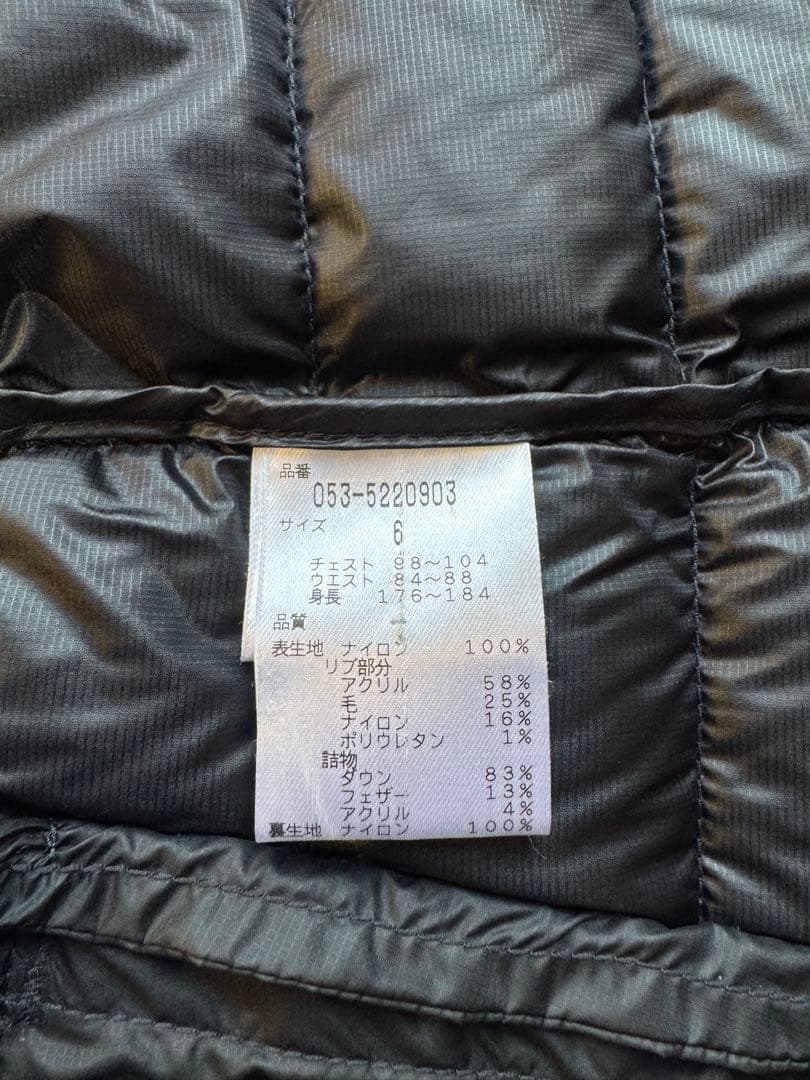 品番
053-5220903
サイズ 6
チェスト 98～104
ウエスト 84～88
身長 176～184
品質
表生地 ナイロン 100%
リブ部分
アクリル 58%
毛 25%
ナイロン 16%
ポリウレタン 1%
詰物
ダウン 83%
フェザー 13%
アクリル 4%
裏生地 ナイロン 100%